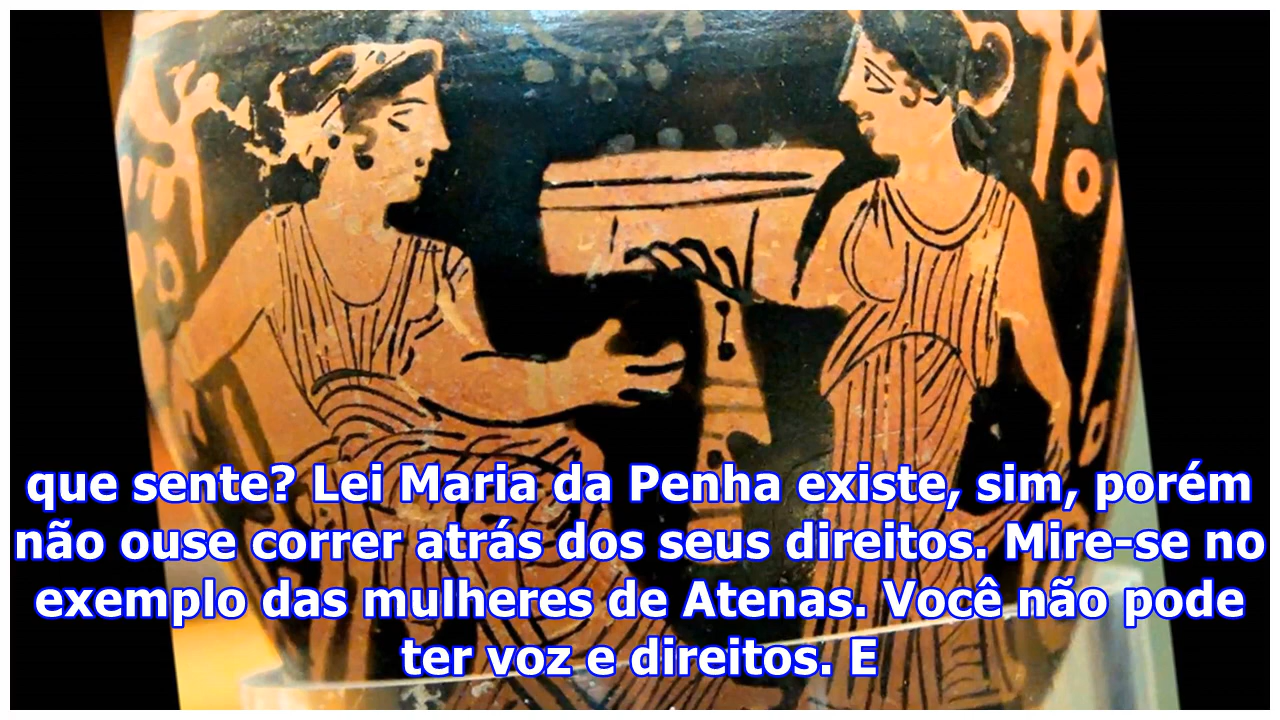 que sente? Lei Maria da Penha existe, sim, porém
não ouse correr atrás dos seus direitos. Mire-se no
exemplo das mulheres de Atenas. Você não pode
ter voz e direitos. E